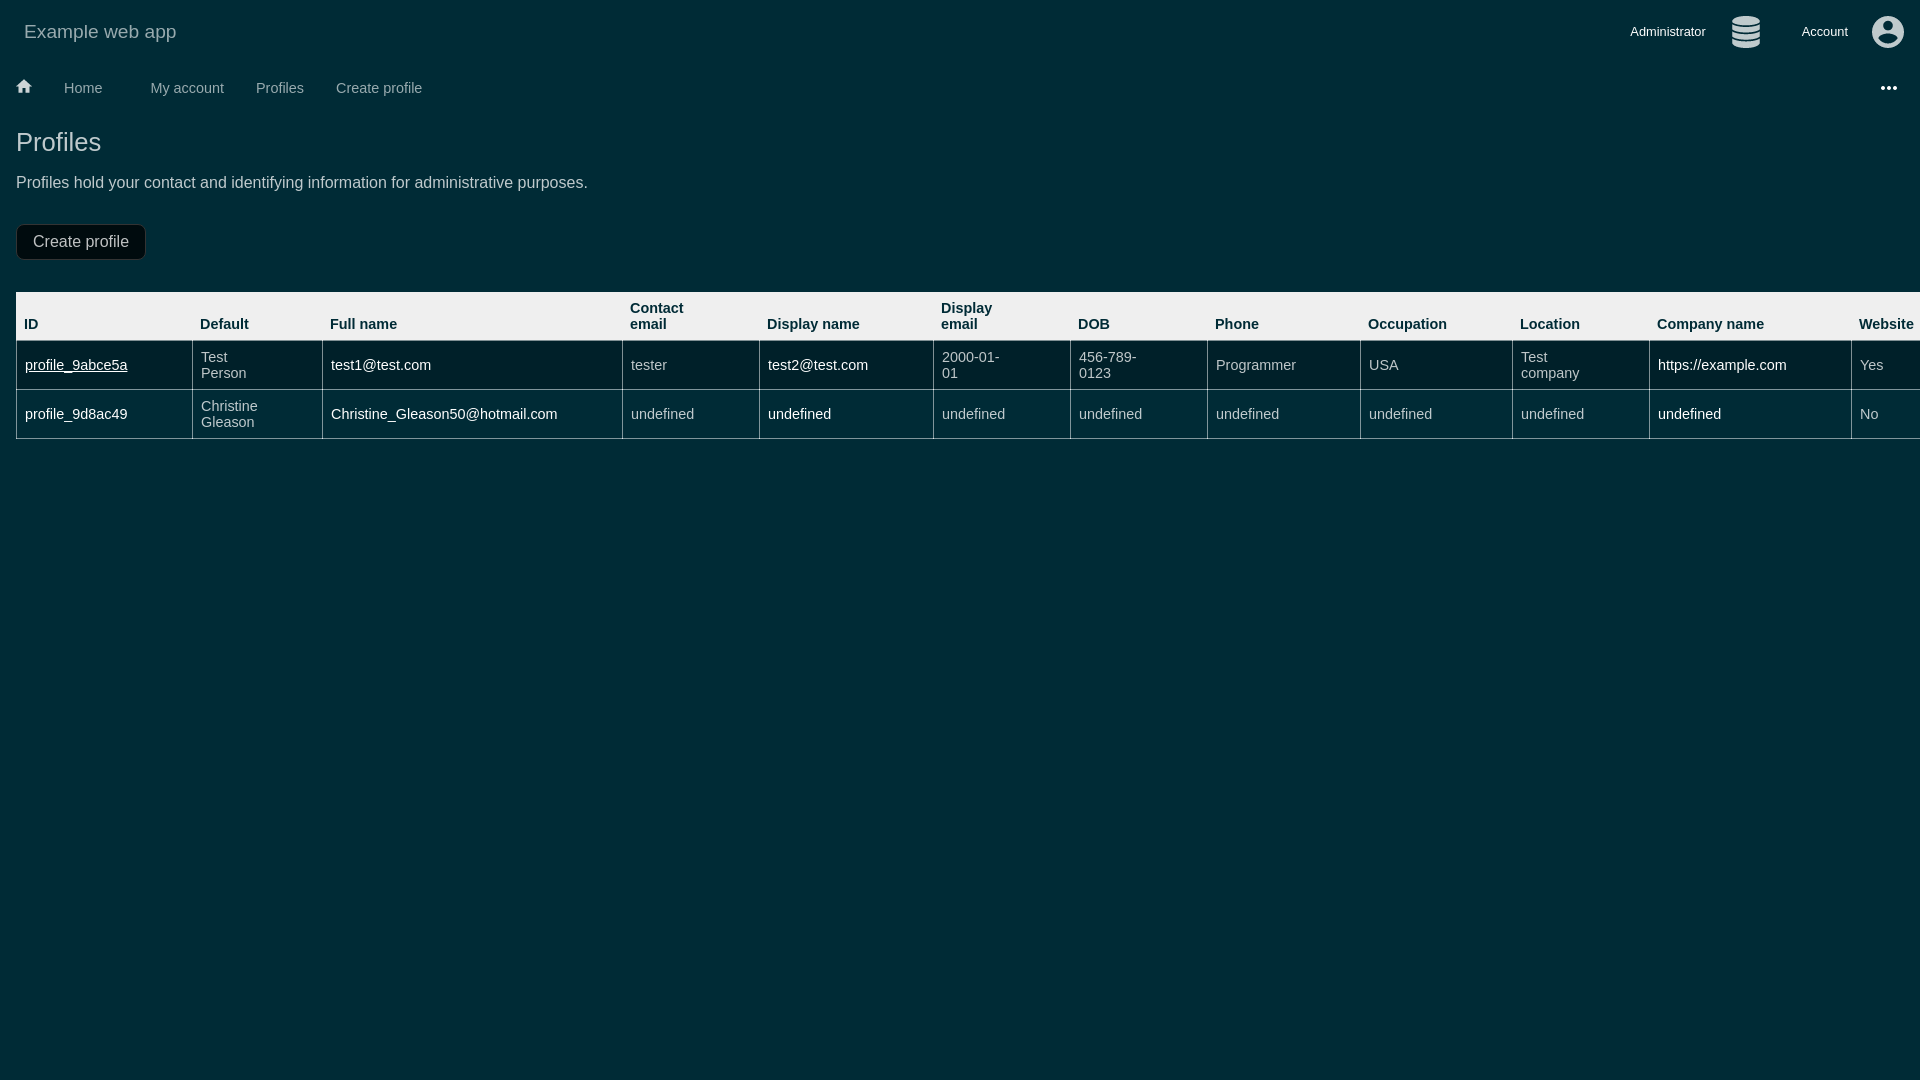 Example web app
Administrator
Account
Home
My account
Profiles
Create profile
Profiles
Profiles hold your contact and identifying information for administrative purposes.
Create profile
ID
Default
Full name
Contact
email
Display name
Display
email
DOB
Phone
Occupation
Location
Company name
Website
profile_9abce5a
Test
Person
test1@test.com
tester
test2@test.com
2000-01-
01
456-789-
0123
Programmer
USA
Test
company
https://example.com
Yes
profile_9d8ac49
Christine
Gleason
Christine_Gleason50@hotmail.com
undefined
undefined
undefined
undefined
undefined
undefined
undefined
undefined
No